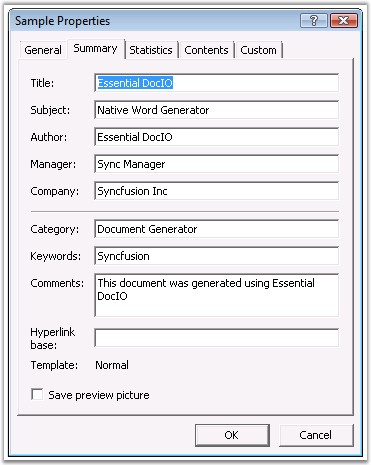 Sample Properties
General Summary Statistics Contents Custom
Title: Essential DocIO
Subject: Native Word Generator
Author: Essential DocIO
Manager: Sync Manager
Company: Syncfusion Inc
Category: Document Generator
Keywords: Syncfusion
Comments: This document was generated using Essential
DocIO
Hyperlink
base:
Template: Normal
Save preview picture
OK Cancel